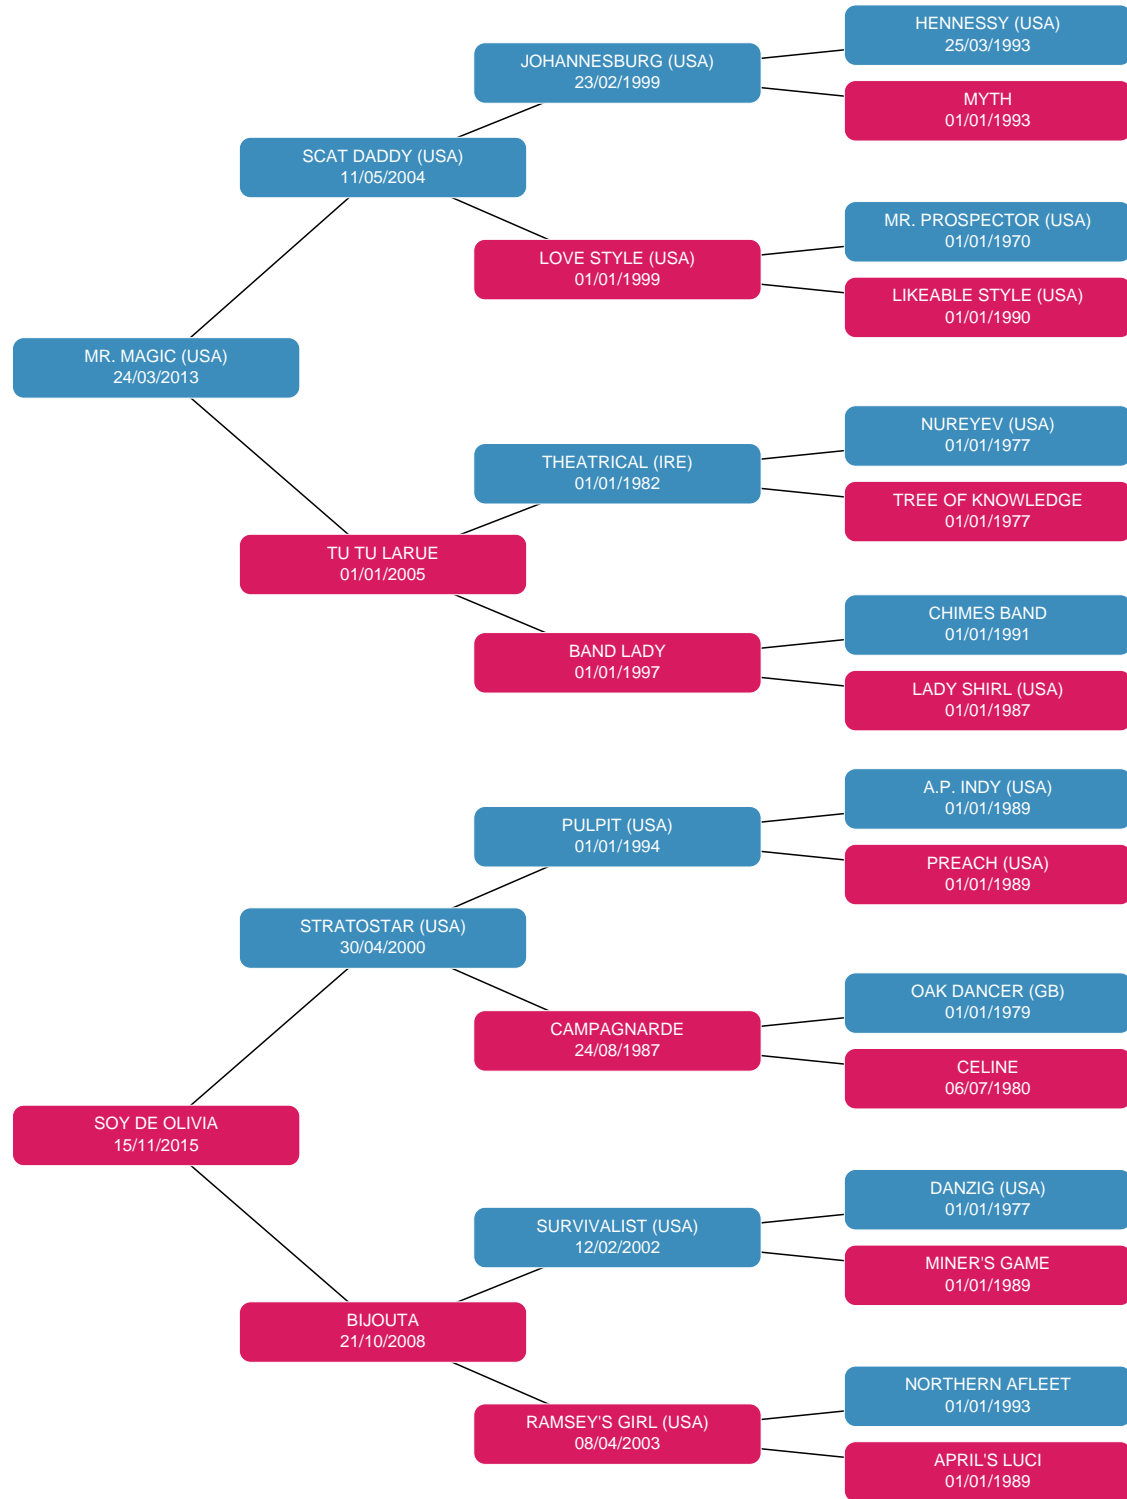 HENNESSY (USA)
25/03/1993
JOHANNESBURG (USA)
23/02/1999
MYTH
01/01/1993
SCAT DADDY (USA)
11/05/2004
MR. PROSPECTOR (USA)
01/01/1970
LOVE STYLE (USA)
01/01/1999
LIKEABLE STYLE (USA)
01/01/1990
MR. MAGIC (USA)
24/03/2013
NUREYEV (USA)
01/01/1977
THEATRICAL (IRE)
01/01/1982
TREE OF KNOWLEDGE
01/01/1977
TU TU LARUE
01/01/2005
CHIMES BAND
01/01/1991
BAND LADY
01/01/1997
LADY SHIRL (USA)
01/01/1987
A.P. INDY (USA)
01/01/1989
PULPIT (USA)
01/01/1994
PREACH (USA)
01/01/1989
STRATOSTAR (USA)
30/04/2000
OAK DANCER (GB)
01/01/1979
CAMPAGNARDE
24/08/1987
CELINE
06/07/1980
SOY DE OLIVIA
15/11/2015
DANZIG (USA)
01/01/1977
SURVIVALIST (USA)
12/02/2002
MINER'S GAME
01/01/1989
BIJOUTA
21/10/2008
NORTHERN AFLEET
01/01/1993
RAMSEY'S GIRL (USA)
08/04/2003
APRIL'S LUCI
01/01/1989